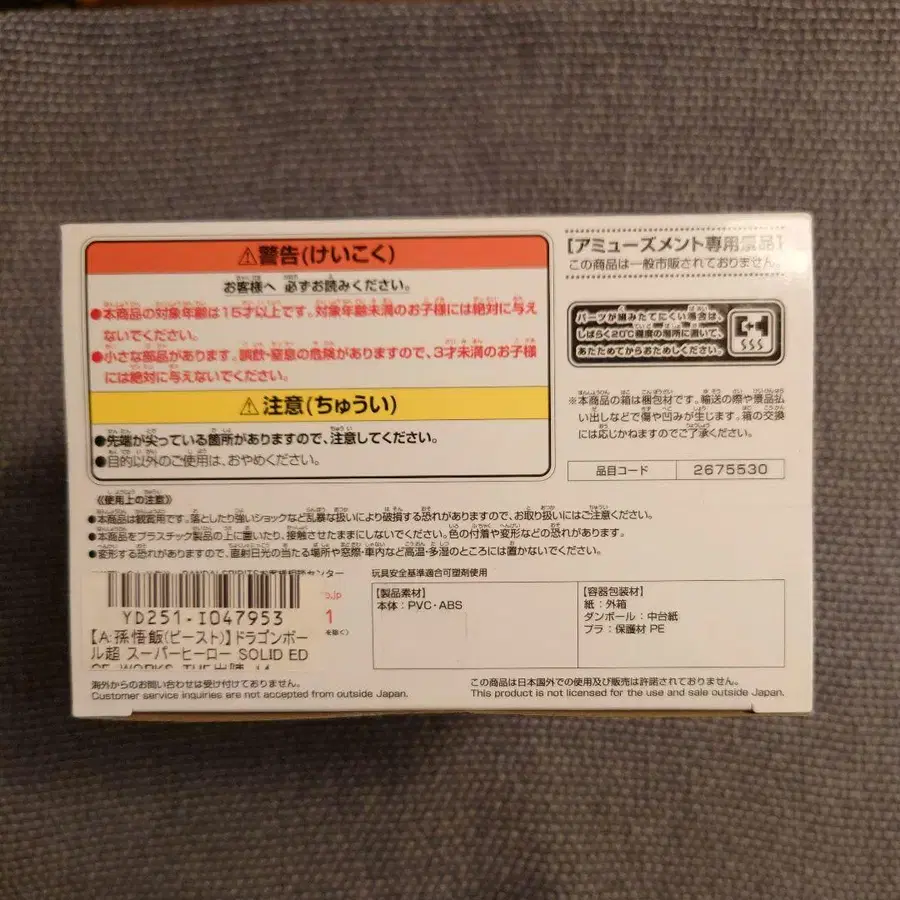 ⚠警告(けいこく)
お客様へ 必ずお読みください。
●本商品の対象年齢は15才以上です。対象年齢未満のお子様には絶対に与え
ないでください。
●小さな部品があります。誤飲・窒息の危険がありますので、3才未満のお子様
には絶対に与えないでください。
⚠注意(ちゅうい)
●先端が尖っている箇所がありますので、注意してください。
●目的以外のご使用は、おやめください。
【アミューズメント専用景品】
この商品は一般市販されておりません。
パーツが組みたてにくい場合は、
しばらく20℃程度の場所に置いて、
あたためてからおためしください。
※本商品の箱は梱包材です。輸送の際や景品払
い出しなどで傷や凹みが生じます。箱の交換
には応じかねますのでご了承ください。
品目コード 2675530
《使用上の注意》
●本商品は観賞用です。落としたり強いショックなど乱暴な扱いにより破損する恐れがありますので、お取り扱いにはご注意ください。
●本商品をプラスチック製品の上に置いたり、接触させたままにしないでください。色の付着や変形などの恐れがあります。
●変形する恐れがありますので、直射日光の当たる場所や窓際・車内など高温・多湿のところには置かないでください。
YD251-I047953
【A:孫悟飯(ビースト)】ドラゴンボー
ル超 スーパーヒーロー SOLID ED
GE WORKS THE出陣 14
玩具安全基準適合可塑剤使用
【製品素材】
本体：PVC・ABS
【容器包装材】
紙：外箱
ダンボール：中台紙
プラ：保護材 PE
海外からのお問い合わせは受け付けておりません。
Customer service inquiries are not accepted from outside Japan.
この商品は日本国外での使用及び販売は許諾されておりません。
This product is not licensed for the use and sale outside Japan.